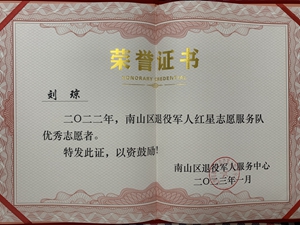 荣誉证书
HONORARY CREDENTIAL
刘琼
二〇二二年，南山区退役军人红星志愿服务队
优秀志愿者。
特发此证，以资鼓励!
南山区退役军人服务中心
二〇二三年一月